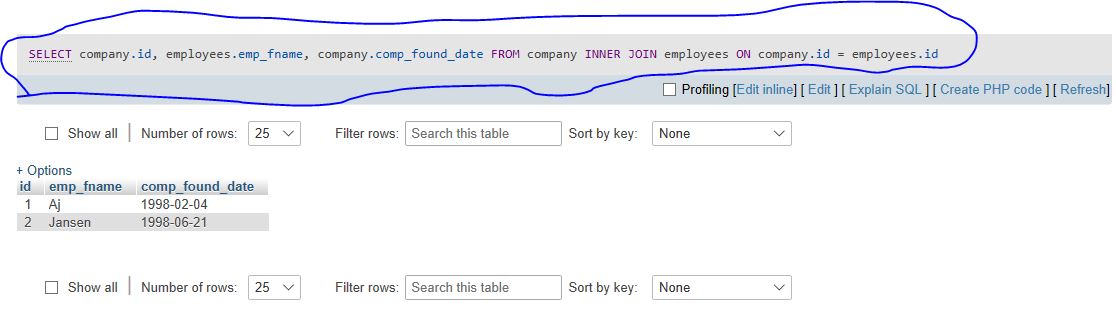 SELECT company.id, employees.emp_fname, company.comp_found_date FROM company INNER JOIN employees ON company.id = employees.id
Profiling [Edit inline] [ Edit ] [ Explain SQL ] [ Create PHP code ] [ Refresh]
Show all | Number of rows: 25 Filter rows: Search this table Sort by key: None
+ Options
id emp_fname comp_found_date
1 Aj 1998-02-04
2 Jansen 1998-06-21
Show all | Number of rows: 25 Filter rows: Search this table Sort by key: None